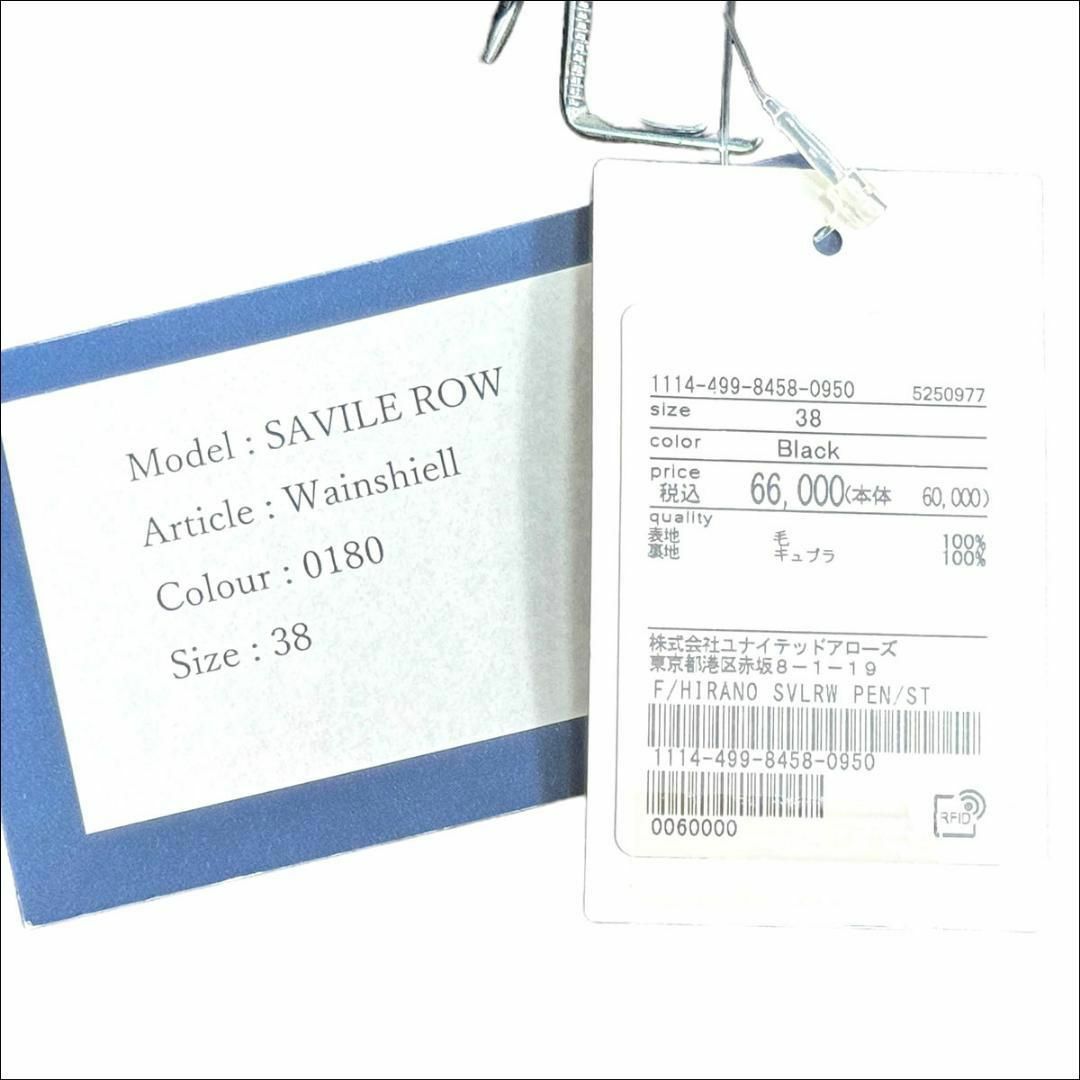 Model : SAVILE ROW
Article : Wainshiell
Colour : 0180
Size : 38
1114-499-8458-0950 5250977
size 38
color Black
price
税込 66,000(本体 60,000)
quality
表地 毛 100%
裏地 キュプラ 100%
株式会社ユナイテッドアローズ
東京都港区赤坂8-1-19
F/HIRANO SVLRW PEN/ST
1114-499-8458-0950
0060000
RFID